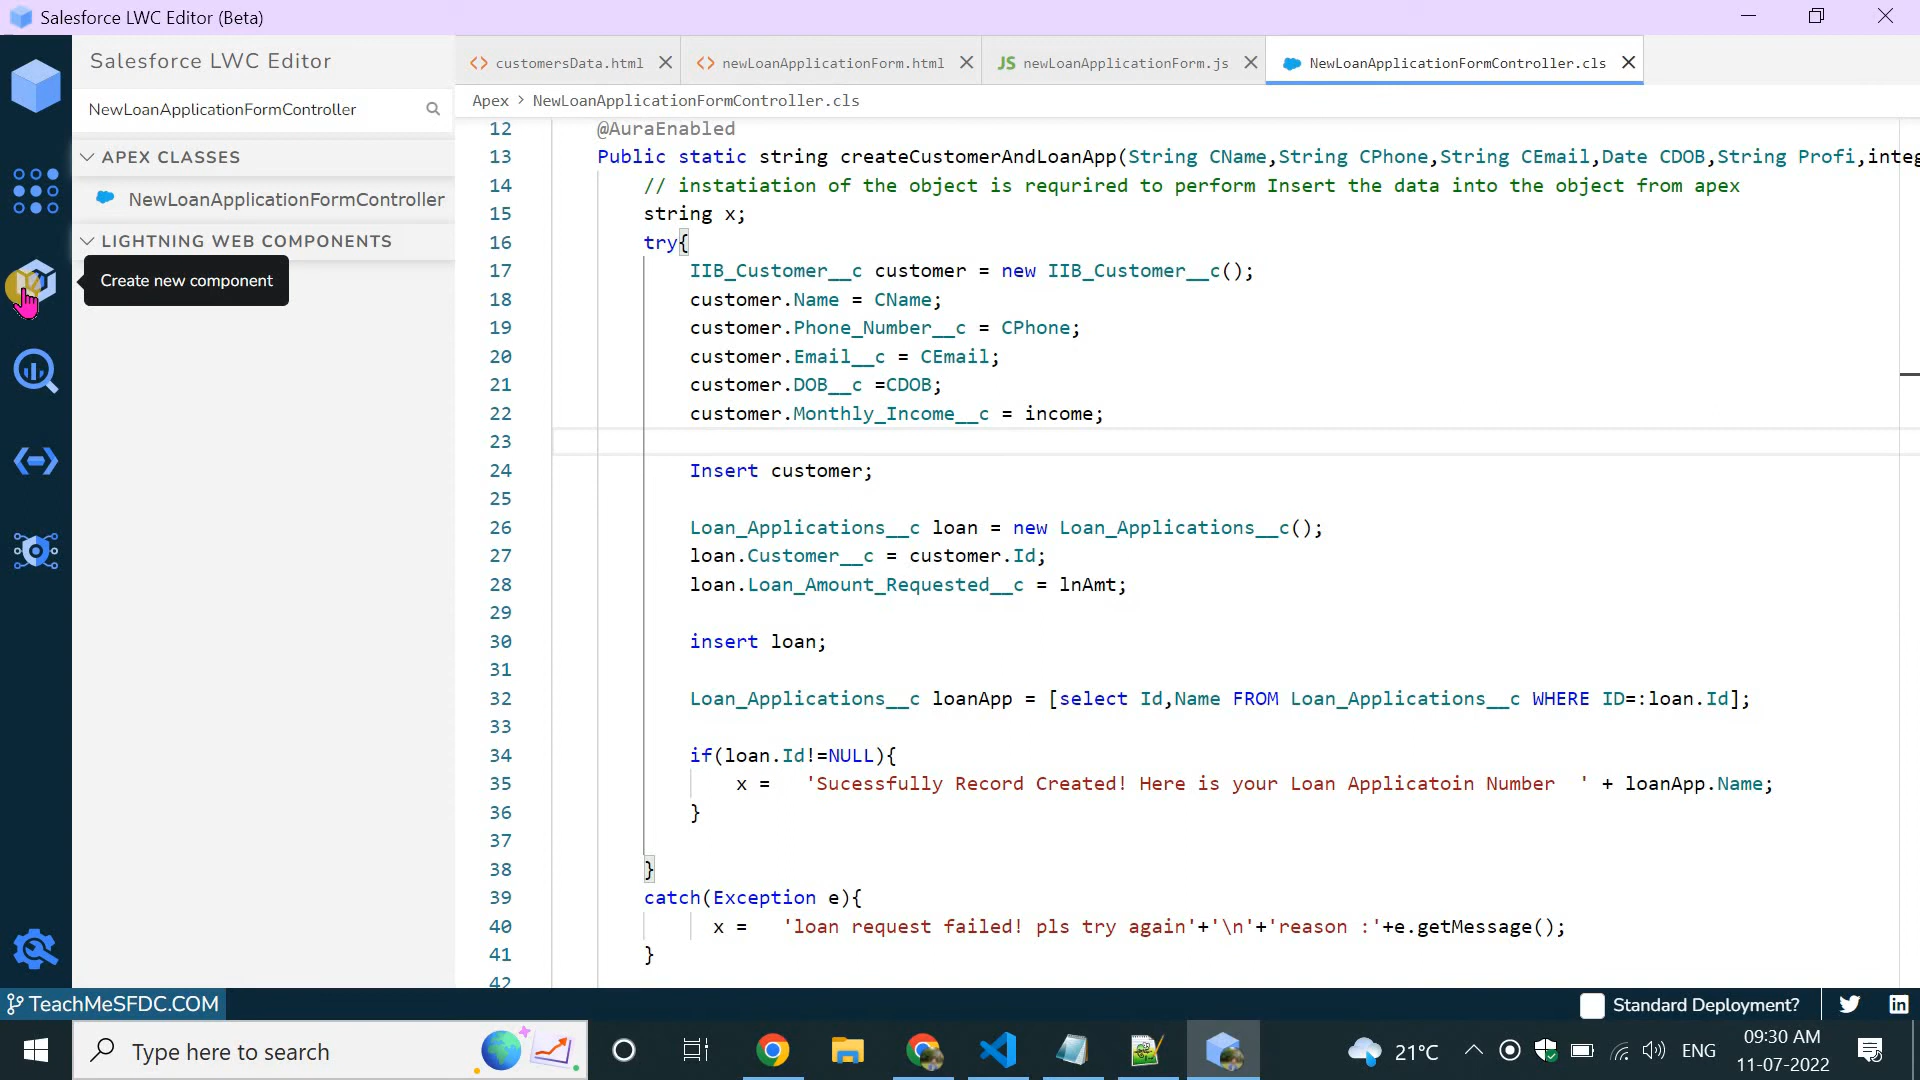 Salesforce LWC Editor (Beta)
Salesforce LWC Editor
NewLoanApplicationFormController
APEX CLASSES
NewLoanApplicationFormController
LIGHTNING WEB COMPONENTS
Create new component
customersData.html
newLoanApplicationForm.html
JS newLoanApplicationForm.js
NewLoanApplicationFormController.cls
Apex > NewLoanApplicationFormController.cls
12 @AuraEnabled
13 Public static string createCustomerAndLoanApp(String CName,String CPhone,String CEmail,Date CDOB,String Profi,integ
14 // instatiation of the object is requrired to perform Insert the data into the object from apex
15 string x;
16 try{
17 IIB_Customer__c customer = new IIB_Customer__c();
18 customer.Name = CName;
19 customer.Phone_Number__c = CPhone;
20 customer.Email__c = CEmail;
21 customer.DOB__c =CDOB;
22 customer.Monthly_Income__c = income;
23
24 Insert customer;
25
26 Loan_Applications__c loan = new Loan_Applications__c();
27 loan.Customer__c = customer.Id;
28 loan.Loan_Amount_Requested__c = lnAmt;
29
30 insert loan;
31
32 Loan_Applications__c loanApp = [select Id,Name FROM Loan_Applications__c WHERE ID=:loan.Id];
33
34 if(loan.Id!=NULL){
35 x = 'Sucessfully Record Created! Here is your Loan Applicatoin Number ' + loanApp.Name;
36 }
37
38 }
39 catch(Exception e){
40 x = 'loan request failed! pls try again'+'\n'+'reason :'+e.getMessage();
41 }
42
TeachMeSFDC.COM
Standard Deployment?
Type here to search
21°C
ENG
09:30 AM
11-07-2022